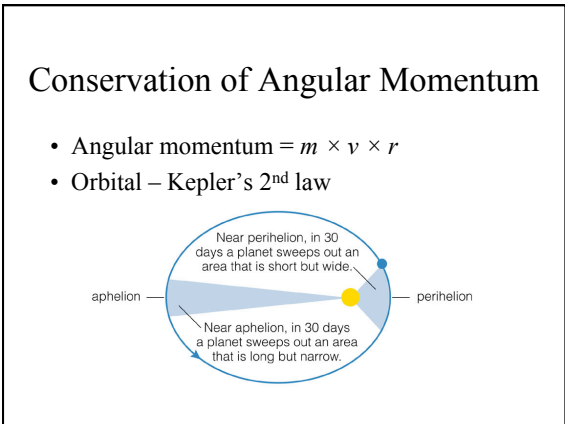 Conservation of Angular Momentum
• Angular momentum = m × v × r
• Orbital – Kepler's 2nd law
Near perihelion, in 30
days a planet sweeps out an
area that is short but wide.
aphelion
perihelion
Near aphelion, in 30 days
a planet sweeps out an area
that is long but narrow.